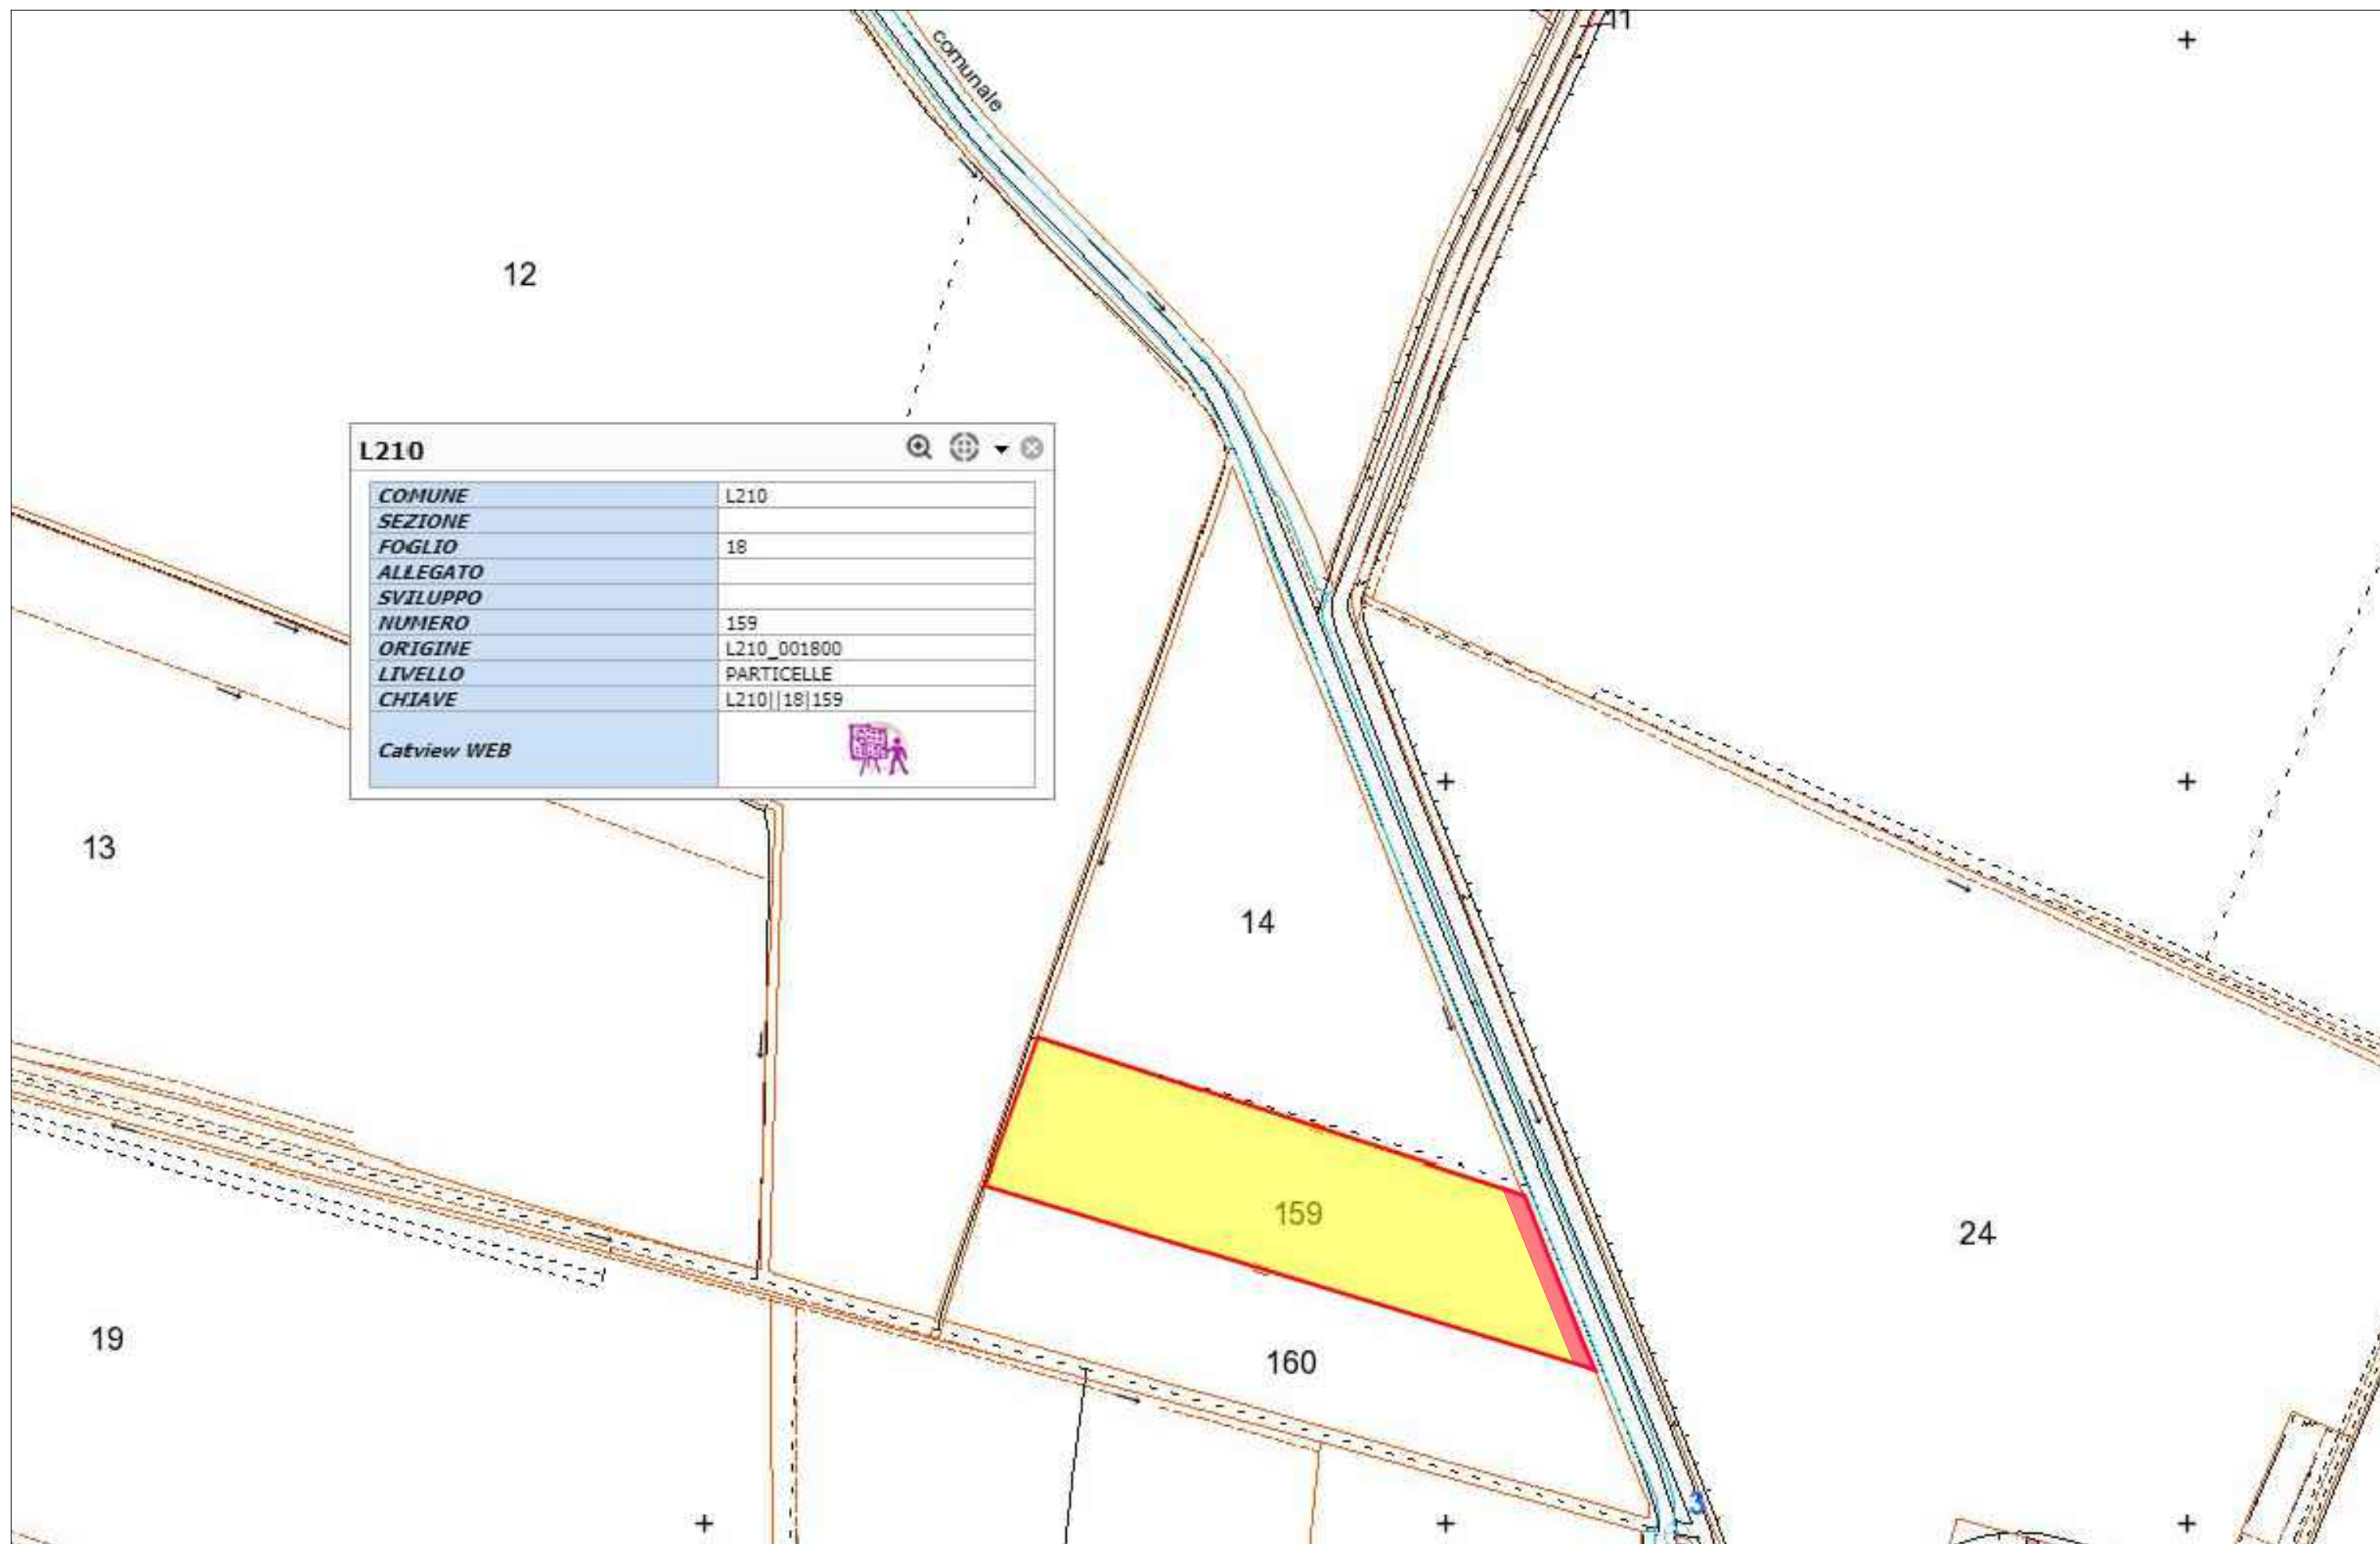 11
comunale
12
L210
COMUNE L210
SEZIONE
FOGLIO 18
ALLEGATO
SVILUPPO
NUMERO 159
ORIGINE L210_001800
LIVELLO PARTICELLE
CHIAVE L210||18|159
Catview WEB
13
14
159
24
19
160
3